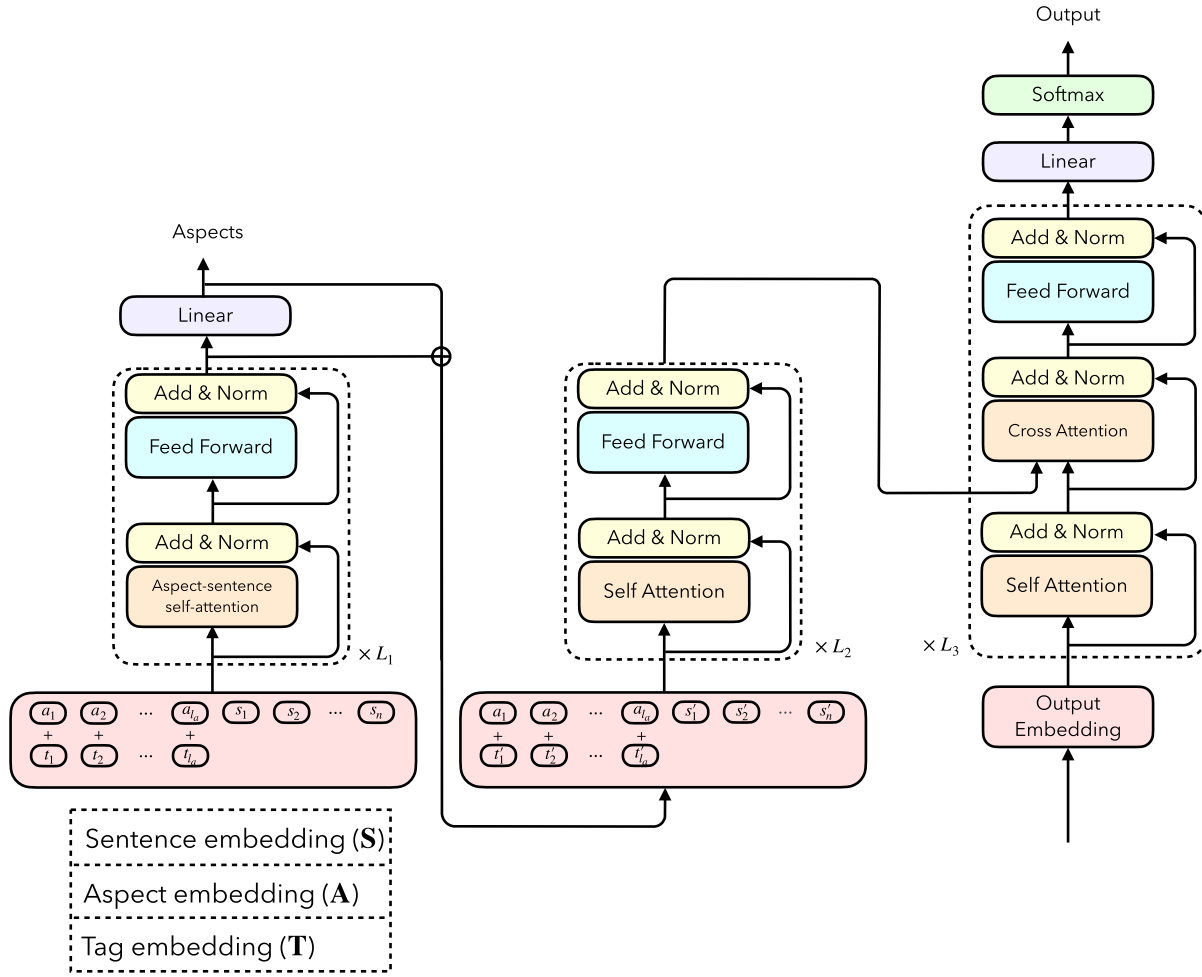 Output
Softmax
Linear
Add & Norm
Feed Forward
Add & Norm
Cross Attention
Add & Norm
Self Attention
× L₃
Output
Embedding
Aspects
Linear
Add & Norm
Feed Forward
Add & Norm
Aspect-sentence
self-attention
× L₁
a₁ a₂ ... aₗₐ s₁ s₂ ... sₙ
+ + +
t₁ t₂ ... tₗₐ
Add & Norm
Feed Forward
Add & Norm
Self Attention
× L₂
a₁ a₂ ... aₗₐ s′₁ s′₂ ... s′ₙ
+ + +
t′₁ t′₂ ... t′ₗₐ
Sentence embedding (S)
Aspect embedding (A)
Tag embedding (T)